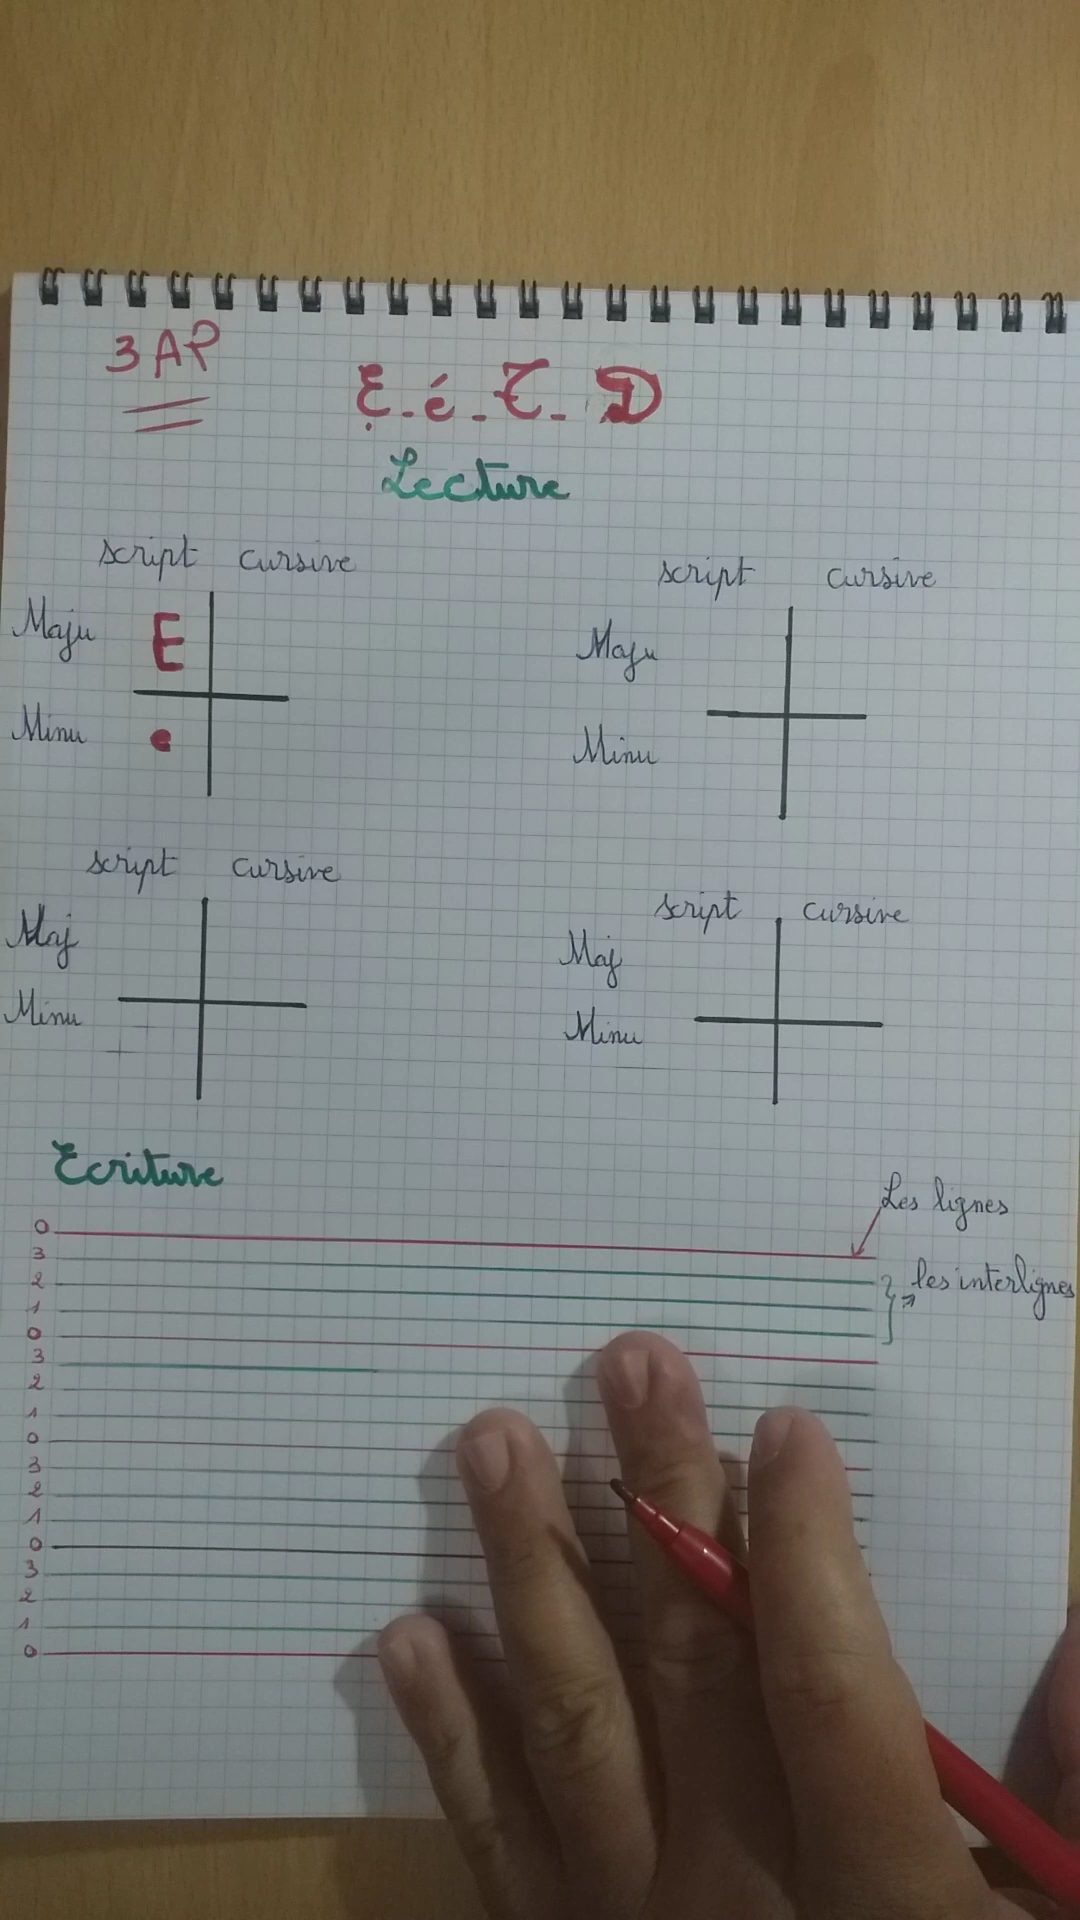 3 AP
E - é - T - D
Lecture
script cursive
Maju E
Minu e
script cursive
Maju
Minu
script cursive
Maj
Minu
script cursive
Maj
Minu
Ecriture
Les lignes
les interlignes
0
3
2
1
0
3
2
1
0
3
2
1
0
3
2
1
0